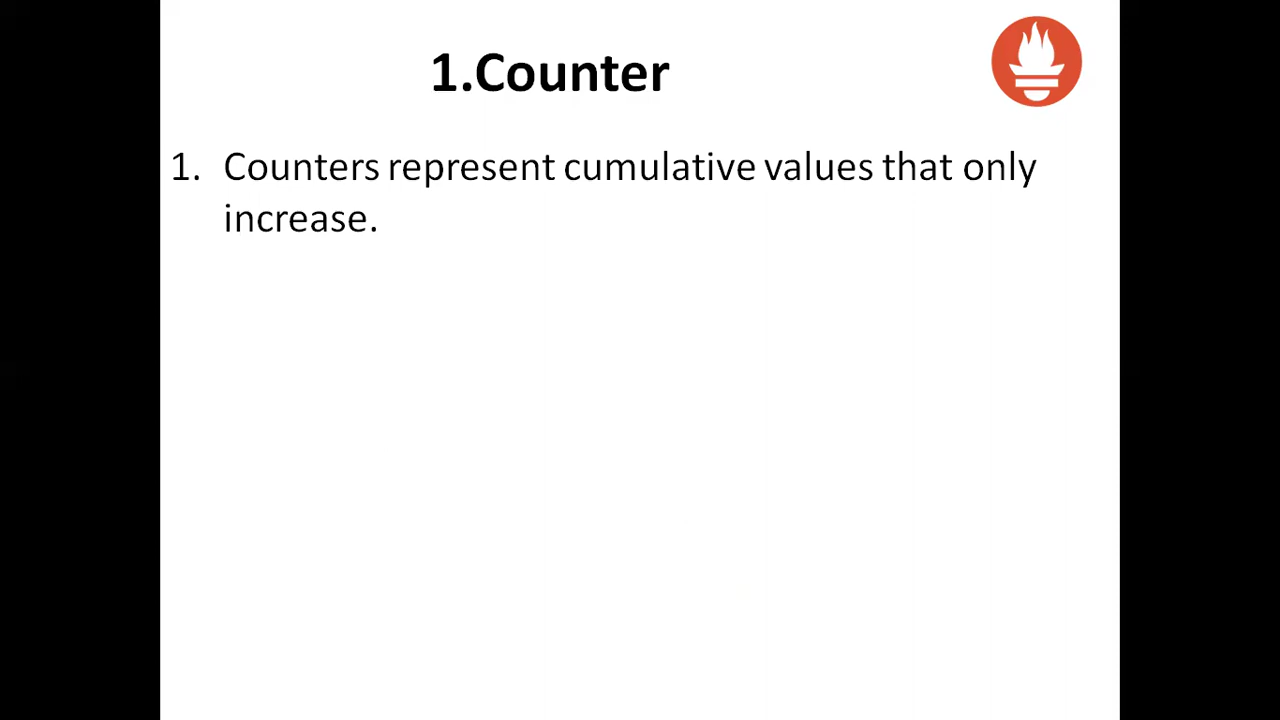 1.Counter
1. Counters represent cumulative values that only
increase.